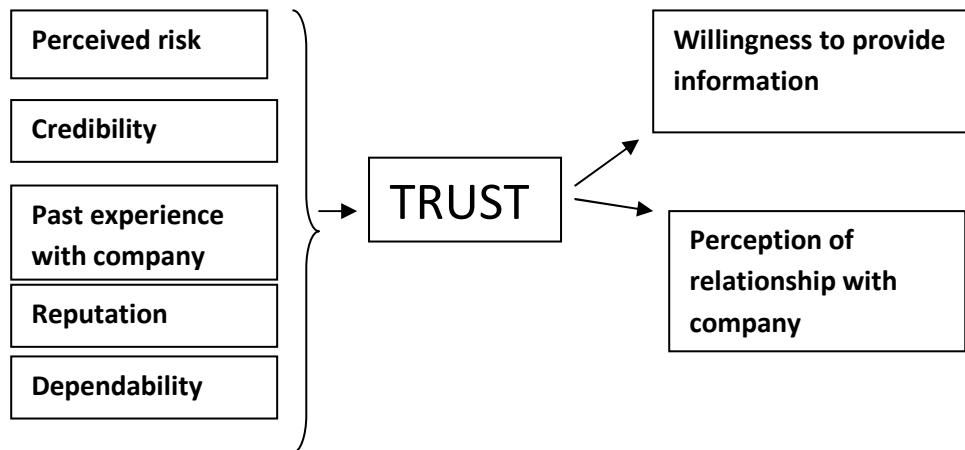 Perceived risk
Credibility
Past experience
with company
Reputation
Dependability
TRUST
Willingness to provide
information
Perception of
relationship with
company